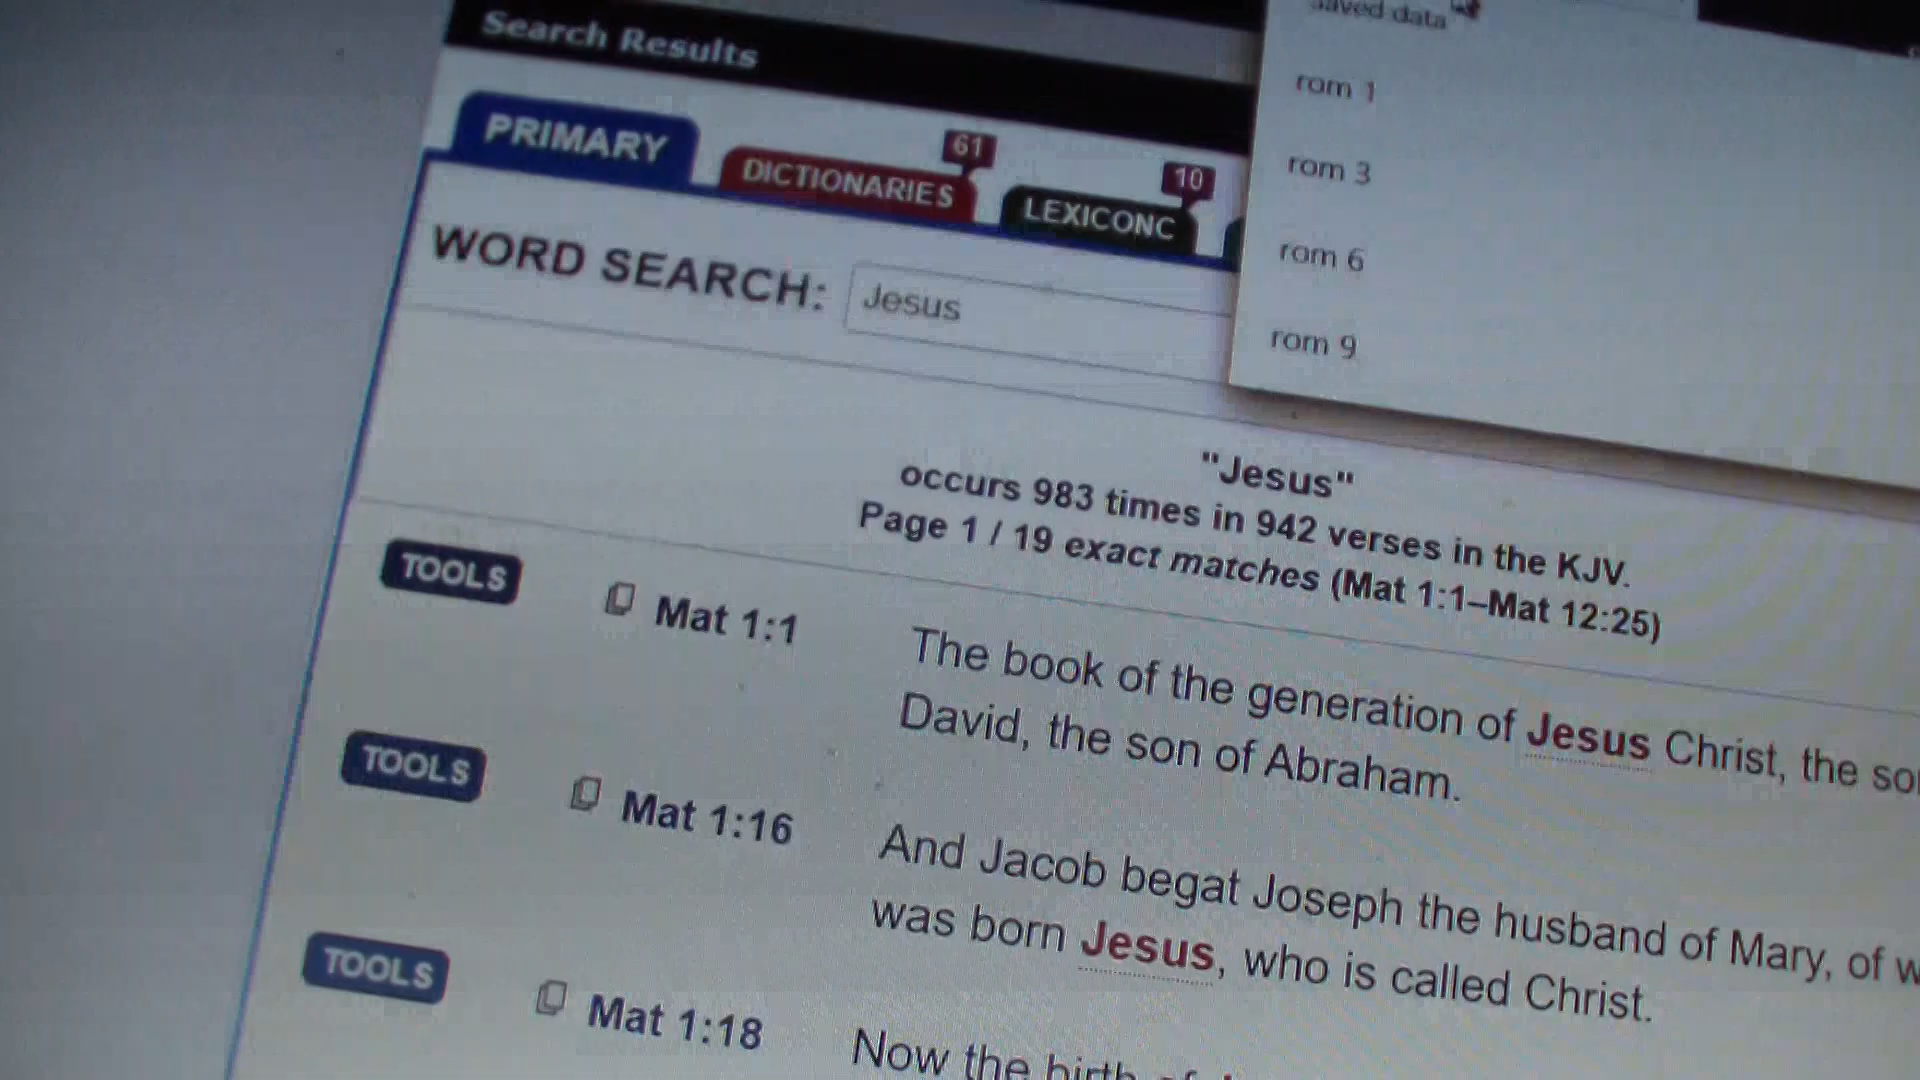 Search Results
saved data
rom 1
rom 3
rom 6
rom 9
PRIMARY
DICTIONARIES
61
LEXICONC
10
WORD SEARCH:
Jesus
"Jesus"
occurs 983 times in 942 verses in the KJV.
Page 1 / 19 exact matches (Mat 1:1–Mat 12:25)
TOOLS
Mat 1:1
The book of the generation of Jesus Christ, the
David, the son of Abraham.
TOOLS
Mat 1:16
And Jacob begat Joseph the husband of Mary, of
was born Jesus, who is called Christ.
TOOLS
Mat 1:18
Now the birth of